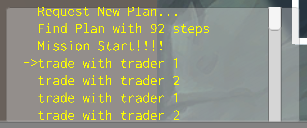 Request New Plan...
Find Plan with 92 steps
Mission Start!!!!
->trade with trader 1
trade with trader 2
trade with trader 1
trade with trader 2